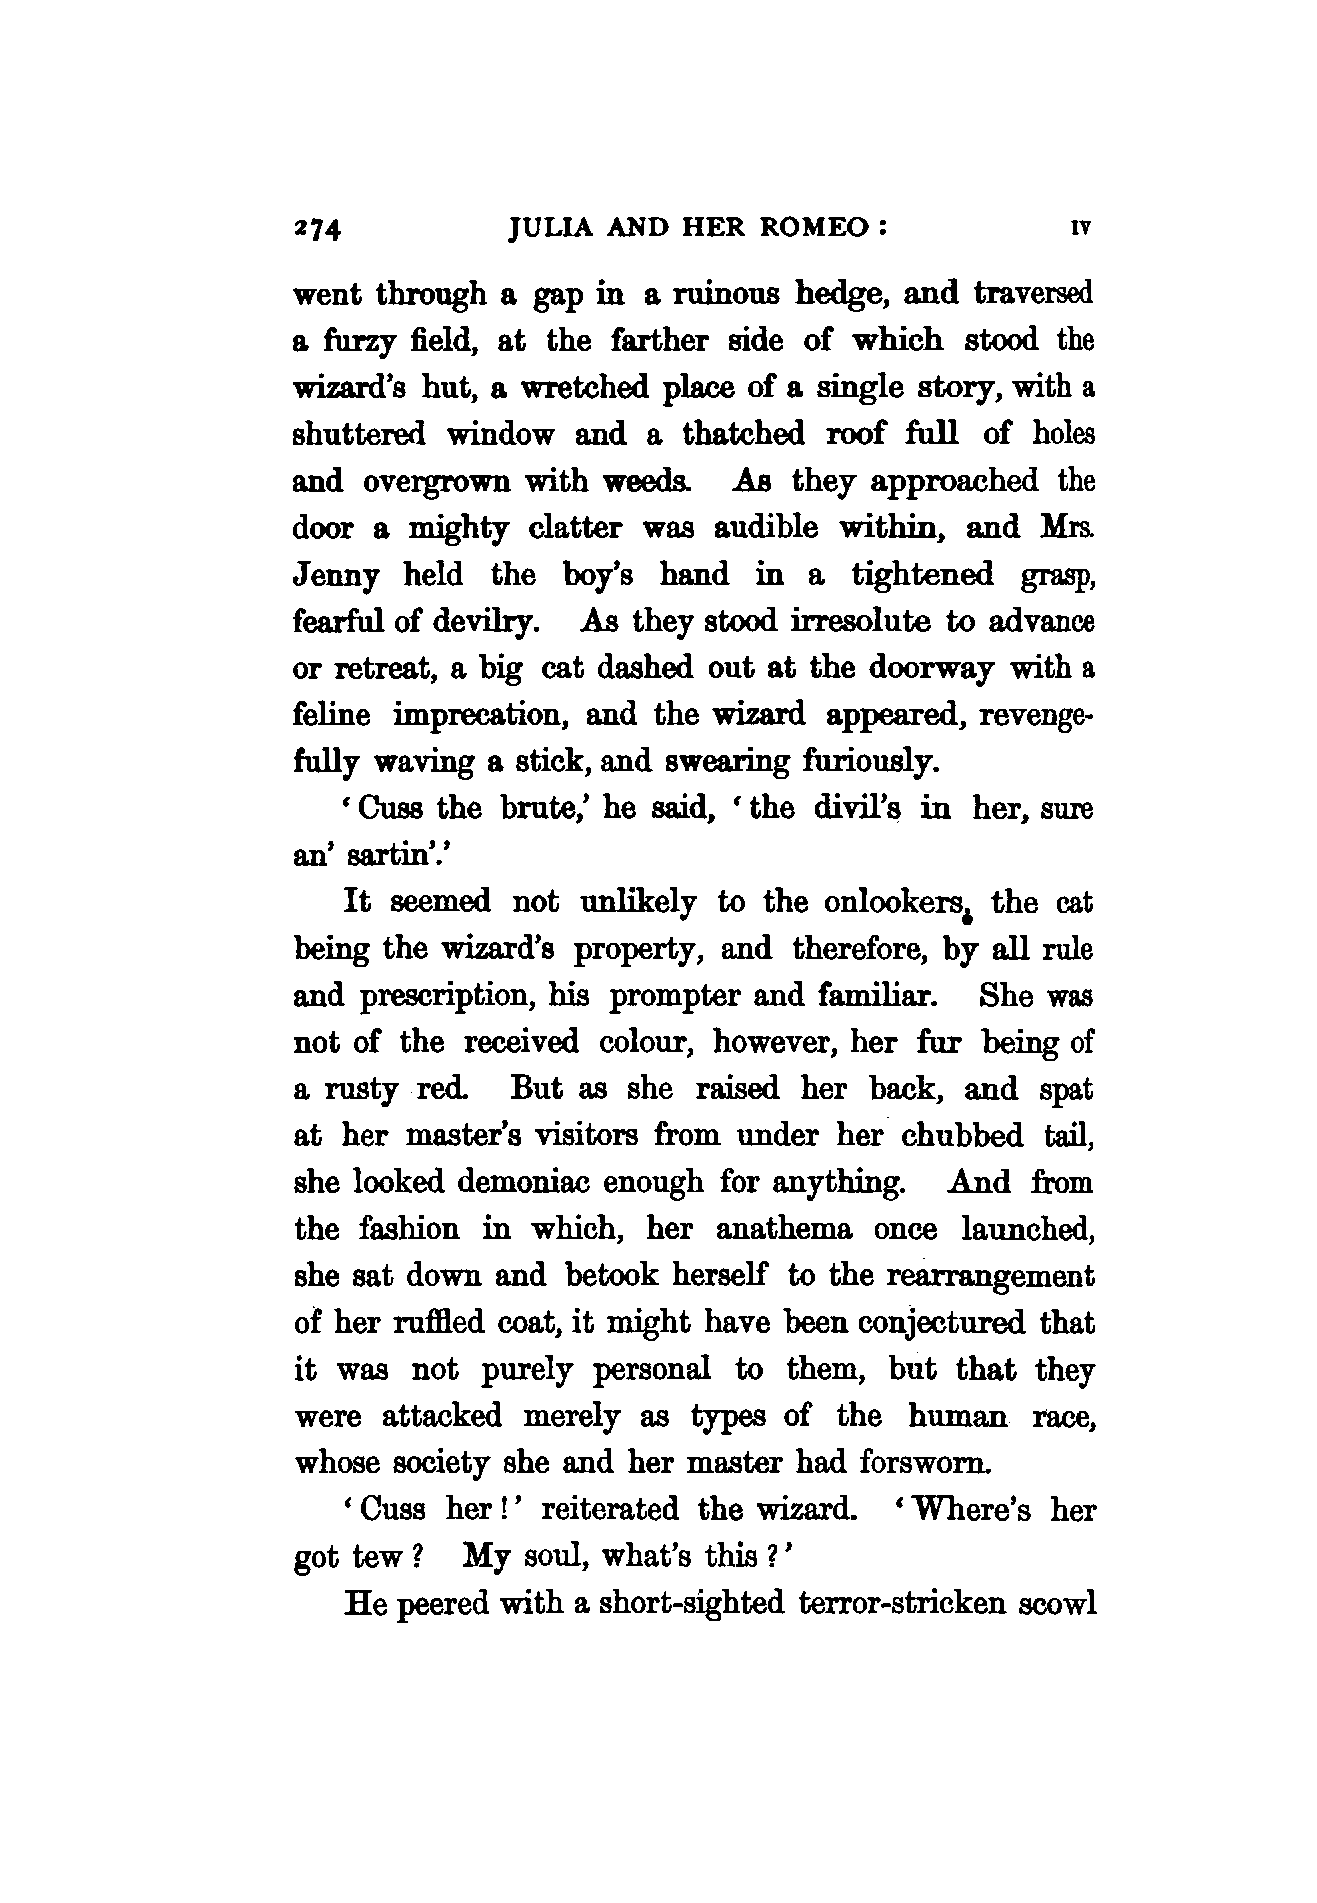 274 JULIA AND HER ROMEO : IV
went through a gap in a ruinous hedge, and traversed
a furzy field, at the farther side of which stood the
wizard's hut, a wretched place of a single story, with a
shuttered window and a thatched roof full of holes
and overgrown with weeds. As they approached the
door a mighty clatter was audible within, and Mrs.
Jenny held the boy's hand in a tightened grasp,
fearful of devilry. As they stood irresolute to advance
or retreat, a big cat dashed out at the doorway with a
feline imprecation, and the wizard appeared, revenge-
fully waving a stick, and swearing furiously.
‘Cuss the brute,’ he said, ‘the divil's in her, sure
an' sartin'.’
It seemed not unlikely to the onlookers, the cat
being the wizard's property, and therefore, by all rule
and prescription, his prompter and familiar. She was
not of the received colour, however, her fur being of
a rusty red. But as she raised her back, and spat
at her master's visitors from under her chubbed tail,
she looked demoniac enough for anything. And from
the fashion in which, her anathema once launched,
she sat down and betook herself to the rearrangement
of her ruffled coat, it might have been conjectured that
it was not purely personal to them, but that they
were attacked merely as types of the human race,
whose society she and her master had forsworn.
‘Cuss her!’ reiterated the wizard. ‘Where's her
got tew? My soul, what's this?’
He peered with a short-sighted terror-stricken scowl